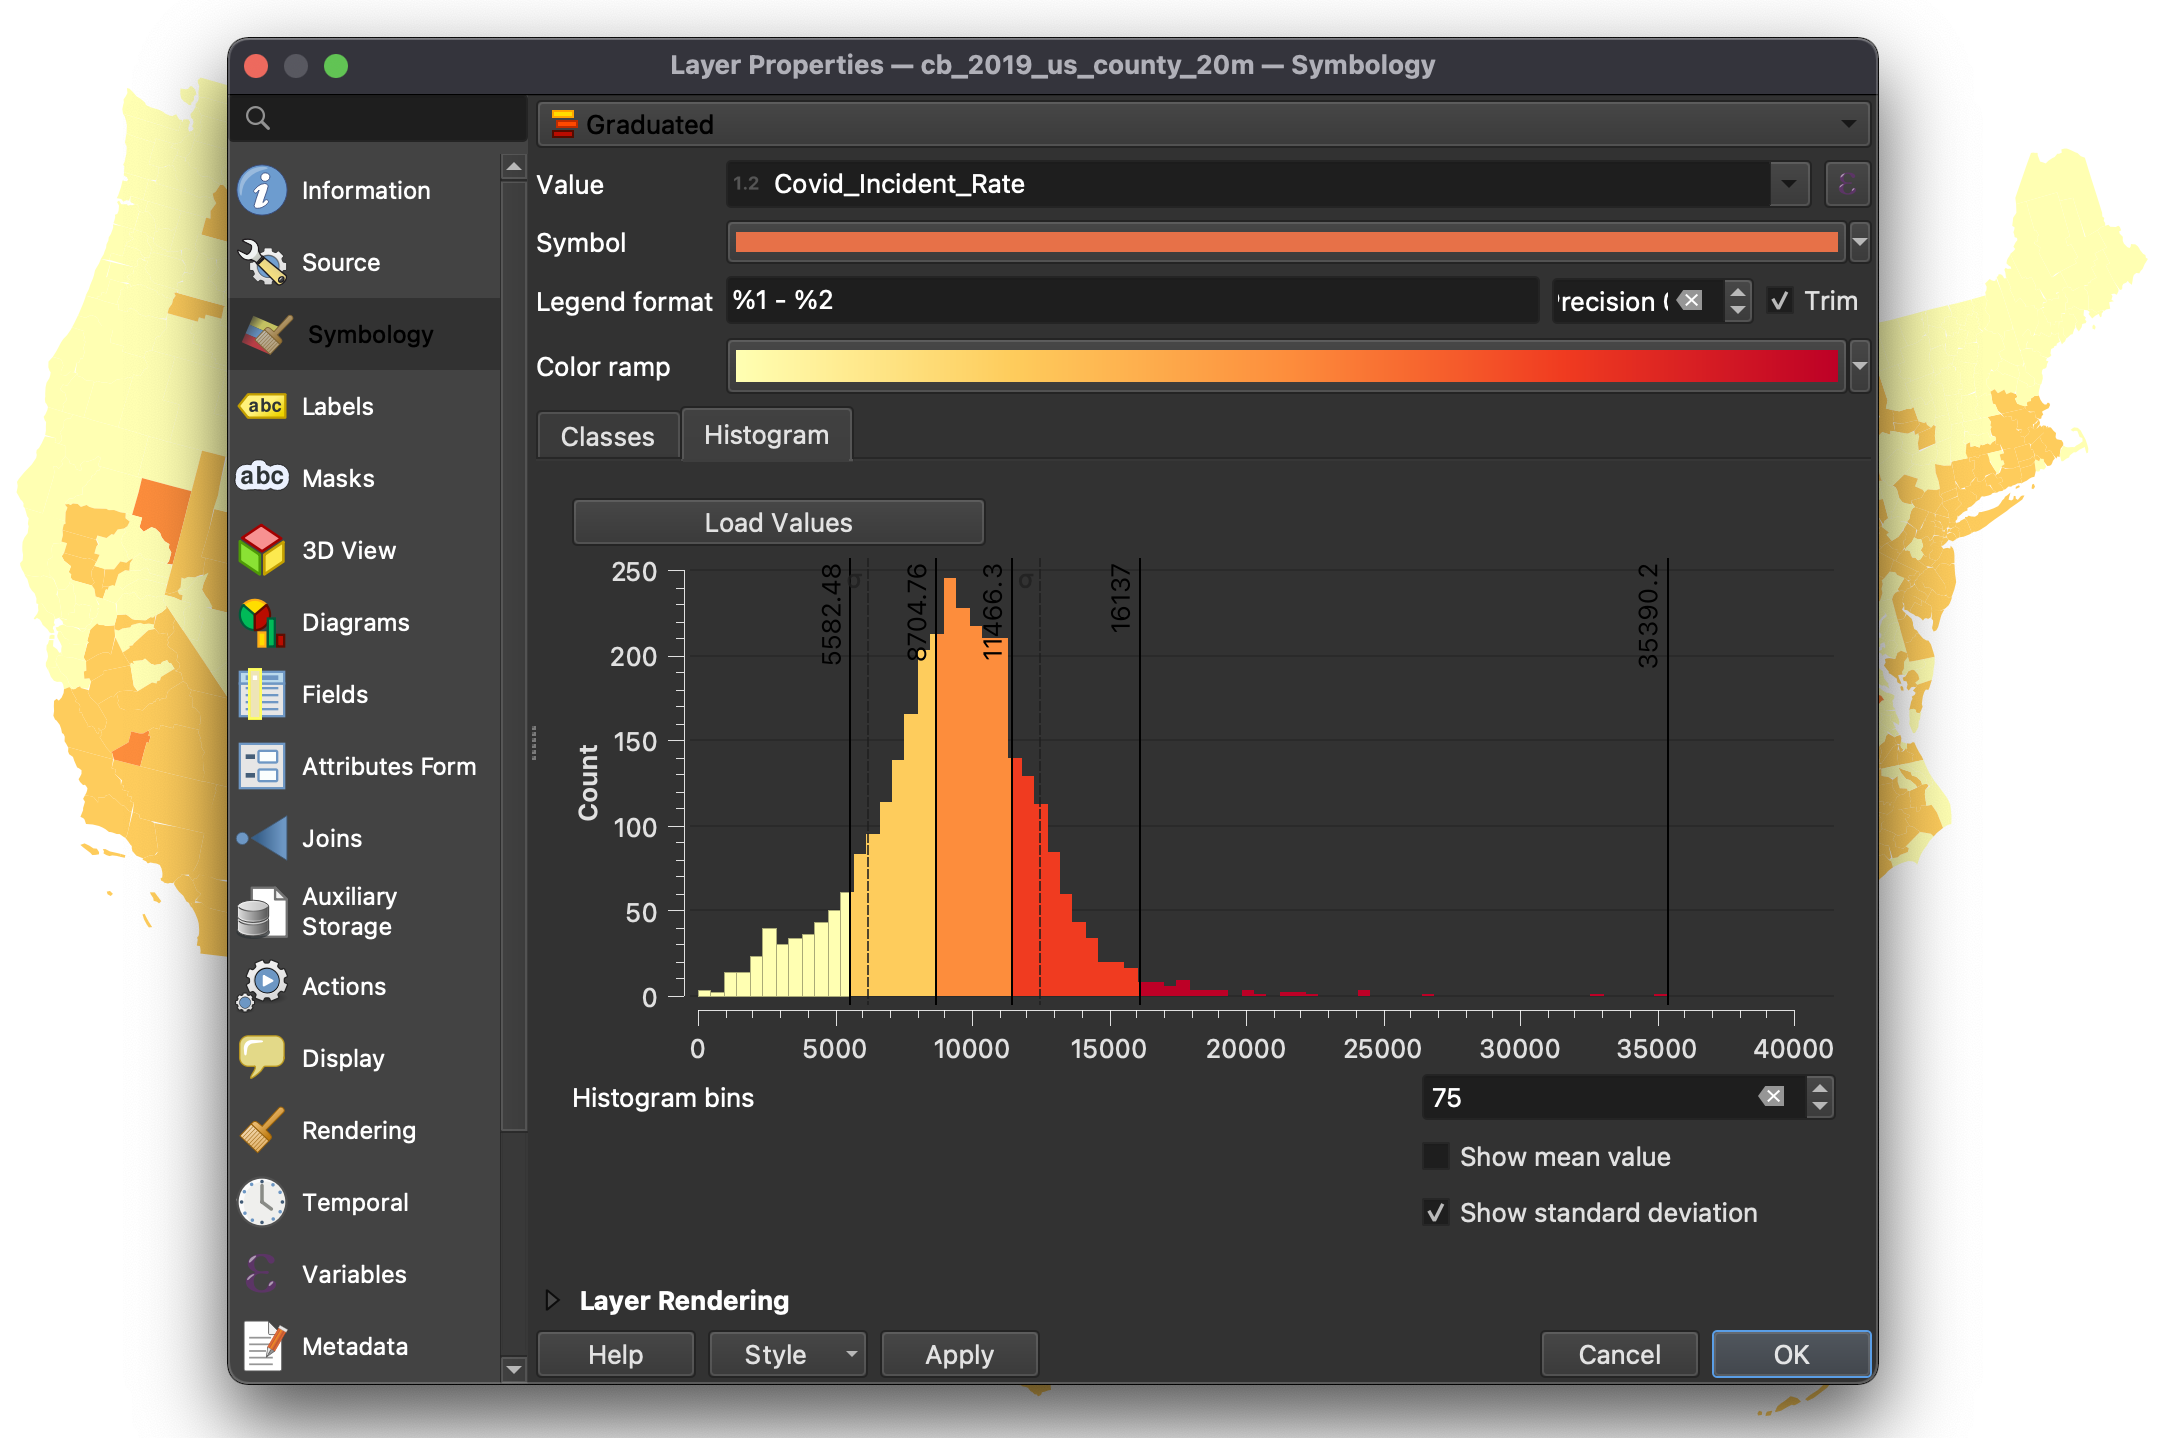 Layer Properties — cb_2019_us_county_20m — Symbology
Graduated
Information
Source
Symbology
abc Labels
abc Masks
3D View
Diagrams
Fields
Attributes Form
Joins
Auxiliary
Storage
Actions
Display
Rendering
Temporal
ε Variables
Metadata
Value 1.2 Covid_Incident_Rate ε
Symbol
Legend format %1 - %2 recision Trim
Color ramp
Classes Histogram
Load Values
5582.48 σ 8704.76 11466.3 σ 16137 35390.2
Count
250
200
150
100
50
0
0 5000 10000 15000 20000 25000 30000 35000 40000
Histogram bins 75
Show mean value
Show standard deviation
Layer Rendering
Help Style Apply Cancel OK